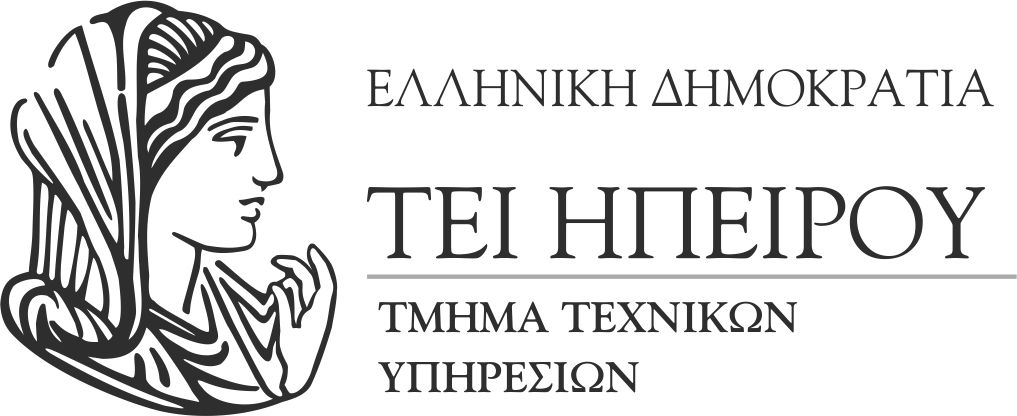 ΕΛΛΗΝΙΚΗ ΔΗΜΟΚΡΑΤΙΑ
ΤΕΙ ΗΠΕΙΡΟΥ
ΤΜΗΜΑ ΤΕΧΝΙΚΩΝ
ΥΠΗΡΕΣΙΩΝ